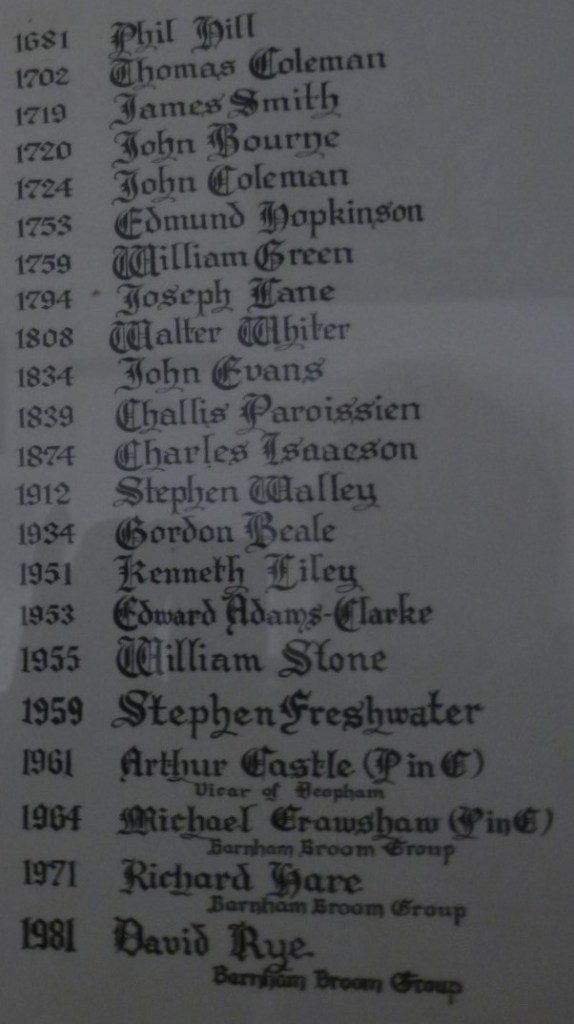 1681 Phil Hill
1702 Thomas Coleman
1719 James Smith
1720 John Bourne
1724 John Coleman
1753 Edmund Hopkinson
1759 William Green
1794 Joseph Lane
1808 Walter Whiter
1834 John Evans
1839 Challis Paroissien
1874 Charles Isaacson
1912 Stephen Walley
1934 Gordon Beale
1951 Kenneth Liley
1953 Edward Adams-Clarke
1955 William Stone
1959 Stephen Freshwater
1961 Arthur Castle (P in C)
Vicar of
1964 Michael Crawshaw (P in C)
Barnham Broom Group
1971 Richard Hare
Barnham Broom Group
1981 David Rye
Barnham Broom Group